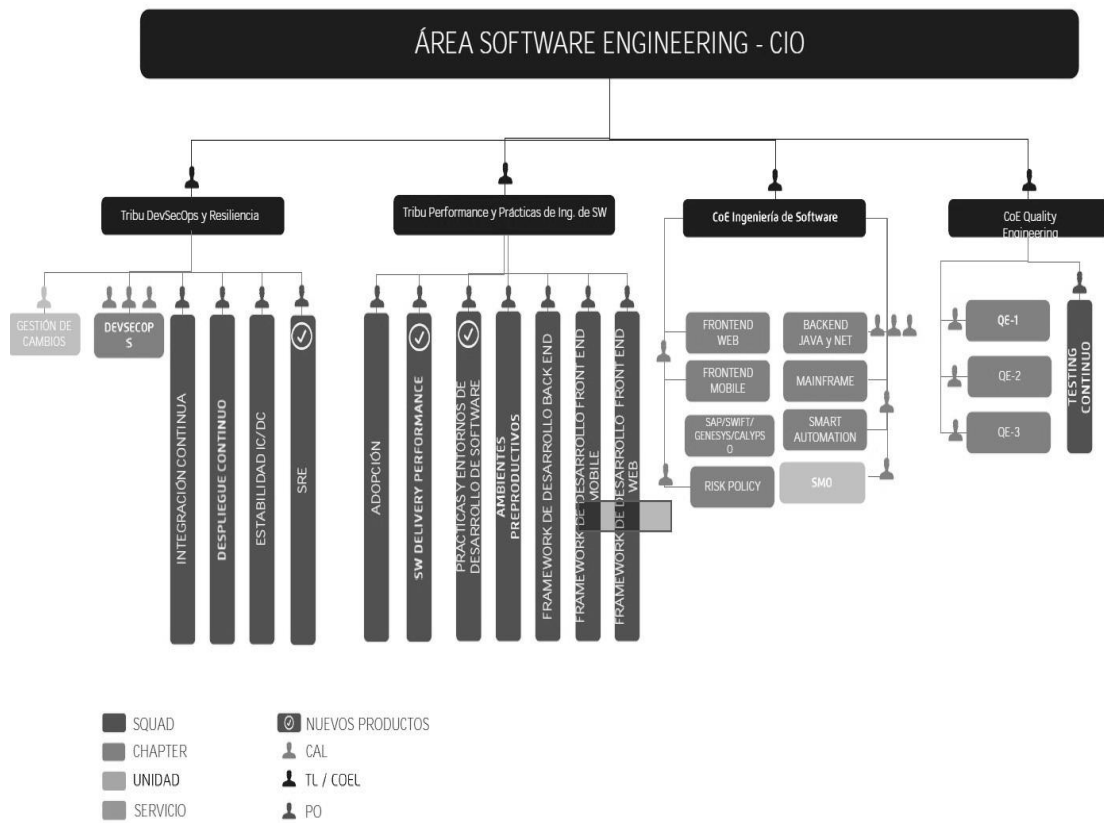 ÁREA SOFTWARE ENGINEERING - CIO
Tribu DevSecOps y Resiliencia
Tribu Performance y Prácticas de Ing. de SW
CoE Ingeniería de Software
CoE Quality
Engineering
GESTIÓN DE
CAMBIOS
DEVSECOP
S
INTEGRACIÓN CONTINUA
DESPLIEGUE CONTINUO
ESTABILIDAD IC/DC
SRE
ADOPCIÓN
SW DELIVERY PERFORMANCE
PRÁCTICAS Y ENTORNOS DE
DESARROLLO DE SOFTWARE
AMBIENTES
PREPRODUCTIVOS
FRAMEWORK DE DESARROLLO BACK END
FRAMEWORK DE DESARROLLO FRONT END
MOBILE
FRAMEWORK DE DESARROLLO FRONT END
WEB
FRONTEND
WEB
BACKEND
JAVA y NET
FRONTEND
MOBILE
MAINFRAME
SAP/SWIFT/
GENESYS/CALYPS
O
SMART
AUTOMATION
RISK POLICY
SMO
QE-1
QE-2
QE-3
TESTING
CONTINUO
SQUAD
CHAPTER
UNIDAD
SERVICIO
NUEVOS PRODUCTOS
CAL
TL / COEL
PO